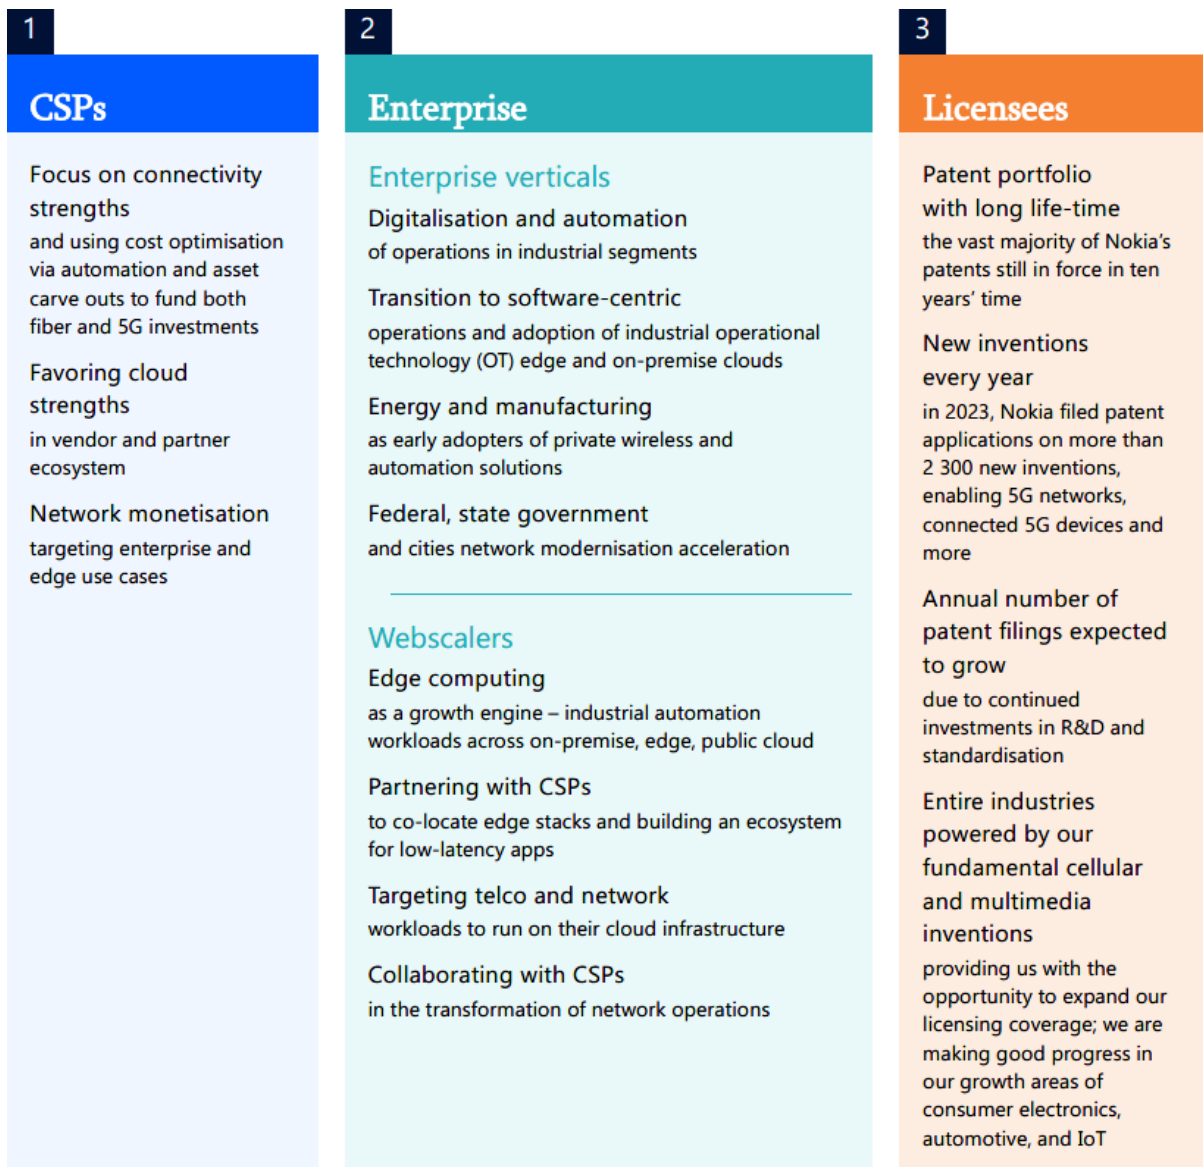 1
CSPs
Focus on connectivity
strengths
and using cost optimisation
via automation and asset
carve outs to fund both
fiber and 5G investments
Favoring cloud
strengths
in vendor and partner
ecosystem
Network monetisation
targeting enterprise and
edge use cases
2
Enterprise
Enterprise verticals
Digitalisation and automation
of operations in industrial segments
Transition to software-centric
operations and adoption of industrial operational
technology (OT) edge and on-premise clouds
Energy and manufacturing
as early adopters of private wireless and
automation solutions
Federal, state government
and cities network modernisation acceleration
Webscalers
Edge computing
as a growth engine – industrial automation
workloads across on-premise, edge, public cloud
Partnering with CSPs
to co-locate edge stacks and building an ecosystem
for low-latency apps
Targeting telco and network
workloads to run on their cloud infrastructure
Collaborating with CSPs
in the transformation of network operations
3
Licensees
Patent portfolio
with long life-time
the vast majority of Nokia's
patents still in force in ten
years' time
New inventions
every year
in 2023, Nokia filed patent
applications on more than
2 300 new inventions,
enabling 5G networks,
connected 5G devices and
more
Annual number of
patent filings expected
to grow
due to continued
investments in R&D and
standardisation
Entire industries
powered by our
fundamental cellular
and multimedia
inventions
providing us with the
opportunity to expand our
licensing coverage; we are
making good progress in
our growth areas of
consumer electronics,
automotive, and IoT